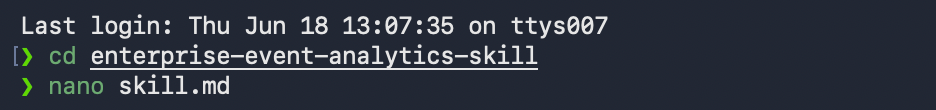 Last login: Thu Jun 18 13:07:35 on ttys007
[❯ cd enterprise-event-analytics-skill
❯ nano skill.md